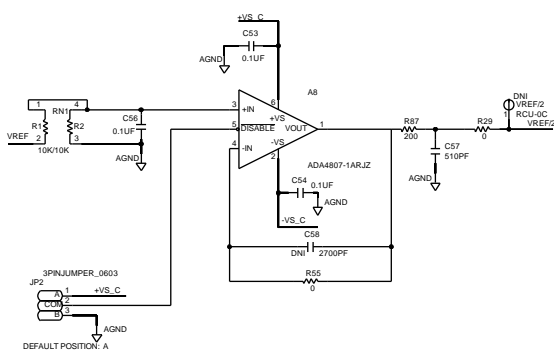 +VS_C
C53
AGND
0.1UF
A8
DNI
VREF/2
RCU-0C
1
VREF/2
1
4
RN1
R1
R2
2
3
VREF
10K/10K
C56
0.1UF
AGND
3
+IN
6
+VS
5
DISABLE
VOUT
1
4
-IN
-VS
2
ADA4807-1ARJZ
R87
200
R29
0
C57
510PF
AGND
C54
0.1UF
AGND
-VS_C
C58
DNI
2700PF
R55
0
3PINJUMPER_0603
JP2
A
1
+VS_C
COM
2
B
3
AGND
DEFAULT POSITION: A